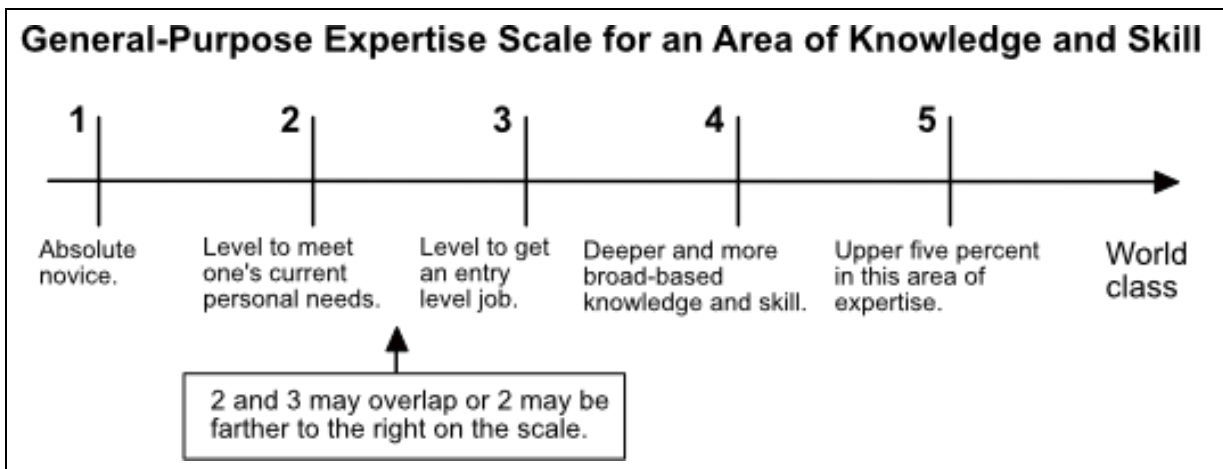 General-Purpose Expertise Scale for an Area of Knowledge and Skill
1
2
3
4
5
Absolute
novice.
Level to meet
one's current
personal needs.
Level to get
an entry
level job.
Deeper and more
broad-based
knowledge and skill.
Upper five percent
in this area of
expertise.
World
class
2 and 3 may overlap or 2 may be
farther to the right on the scale.